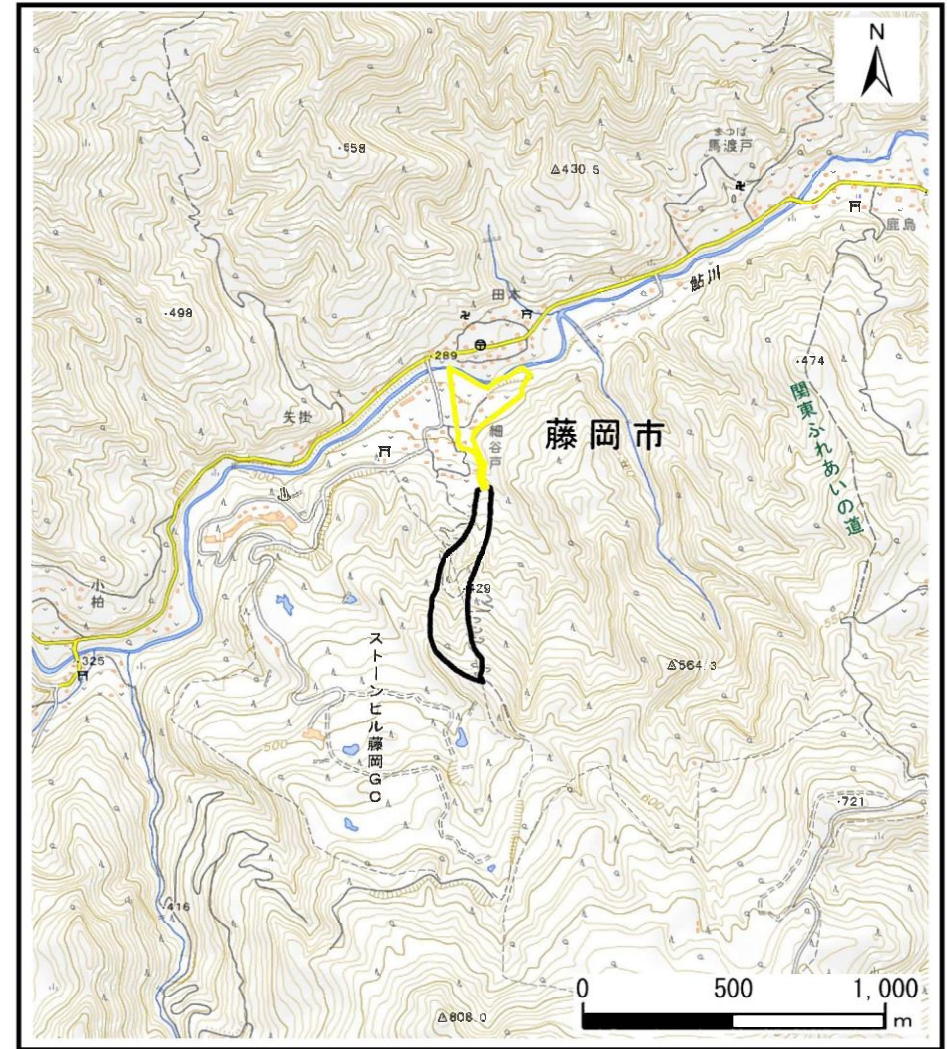 N
・558
△430.5
まつば
馬渡戸
鹿島
鮎川
田本
・498
・289
・474
矢掛
細谷戸
藤岡市
関東ふれあいの道
300
小柏
・429
・325
ストーンヒル藤岡GC
△564.3
550
500
600
・721
・416
△808.0
0 500 1,000
m